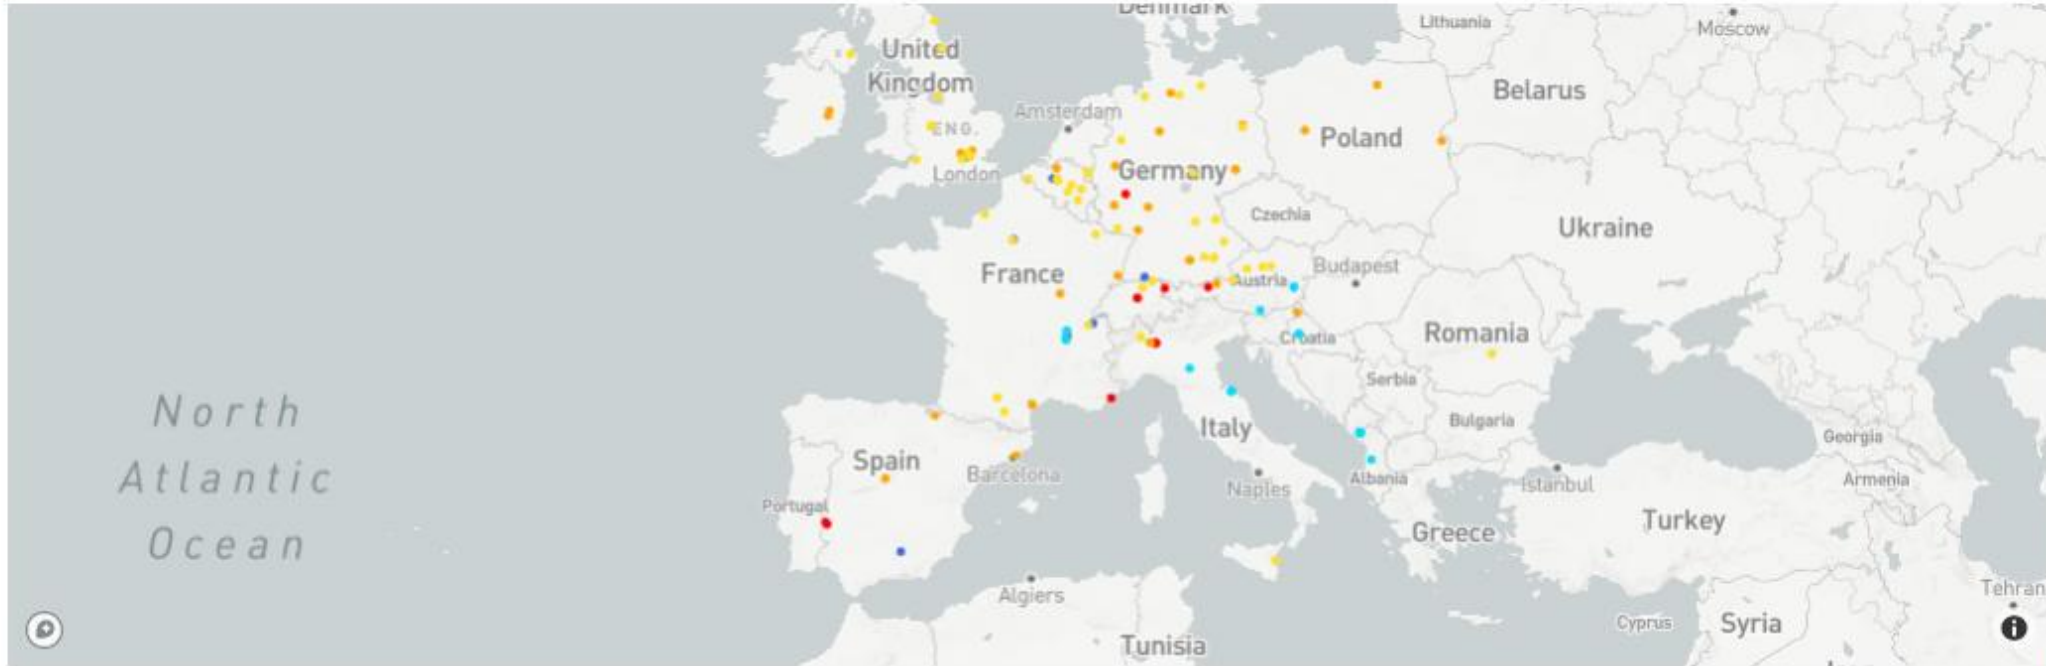 Denmark
Lithuania
Moscow
United
Kingdom
Belarus
Amsterdam
ENG.
Poland
Germany
London
Czechia
Ukraine
France
Budapest
Austria
Romania
Croatia
Serbia
North
Atlantic
Ocean
Italy
Bulgaria
Georgia
Spain
Barcelona
Naples
Albania
Istanbul
Armenia
Portugal
Greece
Turkey
Algiers
Tehran
Cyprus
Syria
Tunisia